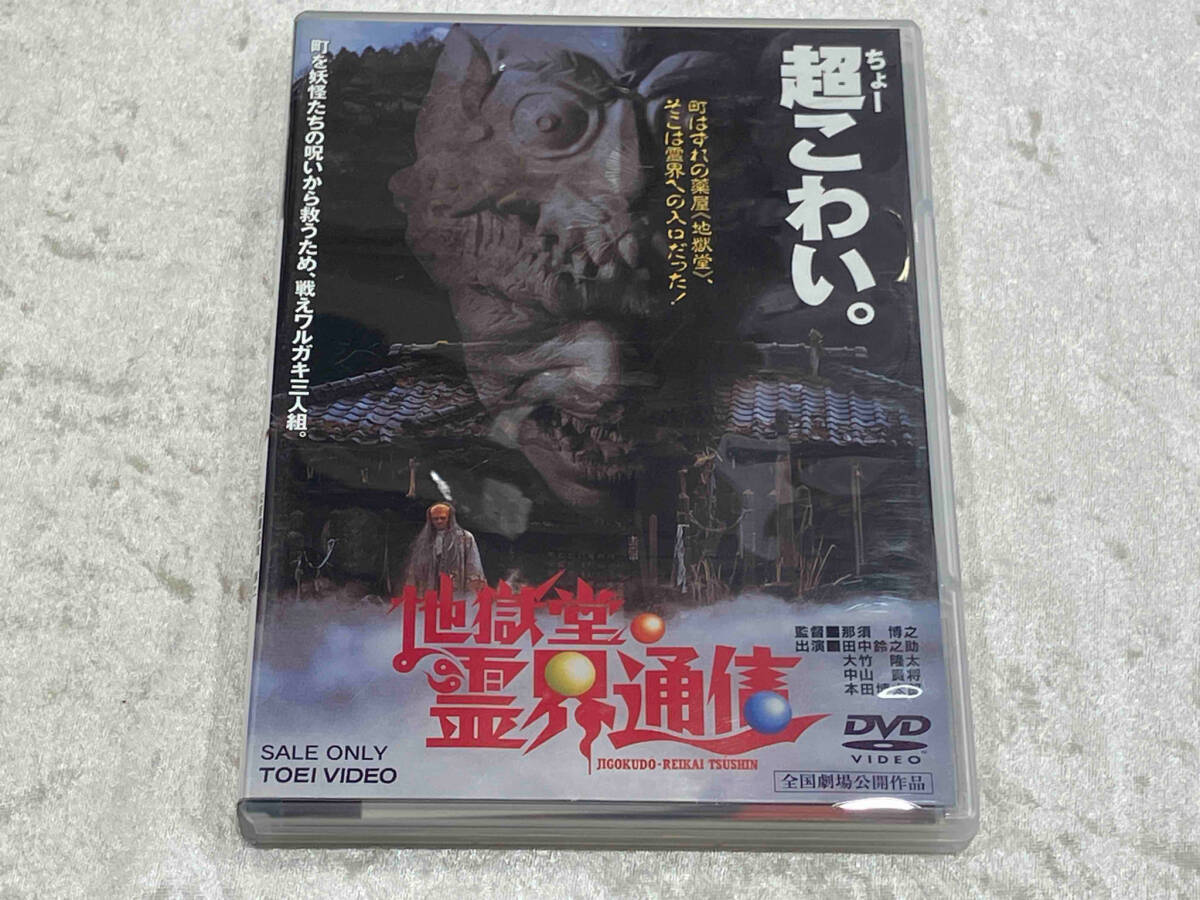 ちょー
超こわい。
町はずれの薬屋《地獄堂》、
そこは霊界への入口だった!
町を妖怪たちの呪いから救うため、戦えワルガキ三人組。
地獄堂
霊界通信
JIGOKUDO-REIKAI TSUSHIN
監督■那須 博之
出演■田中鈴之助
大竹 隆太
中山 真将
本田博太郎
SALE ONLY
TOEI VIDEO
DVD
VIDEO
全国劇場公開作品